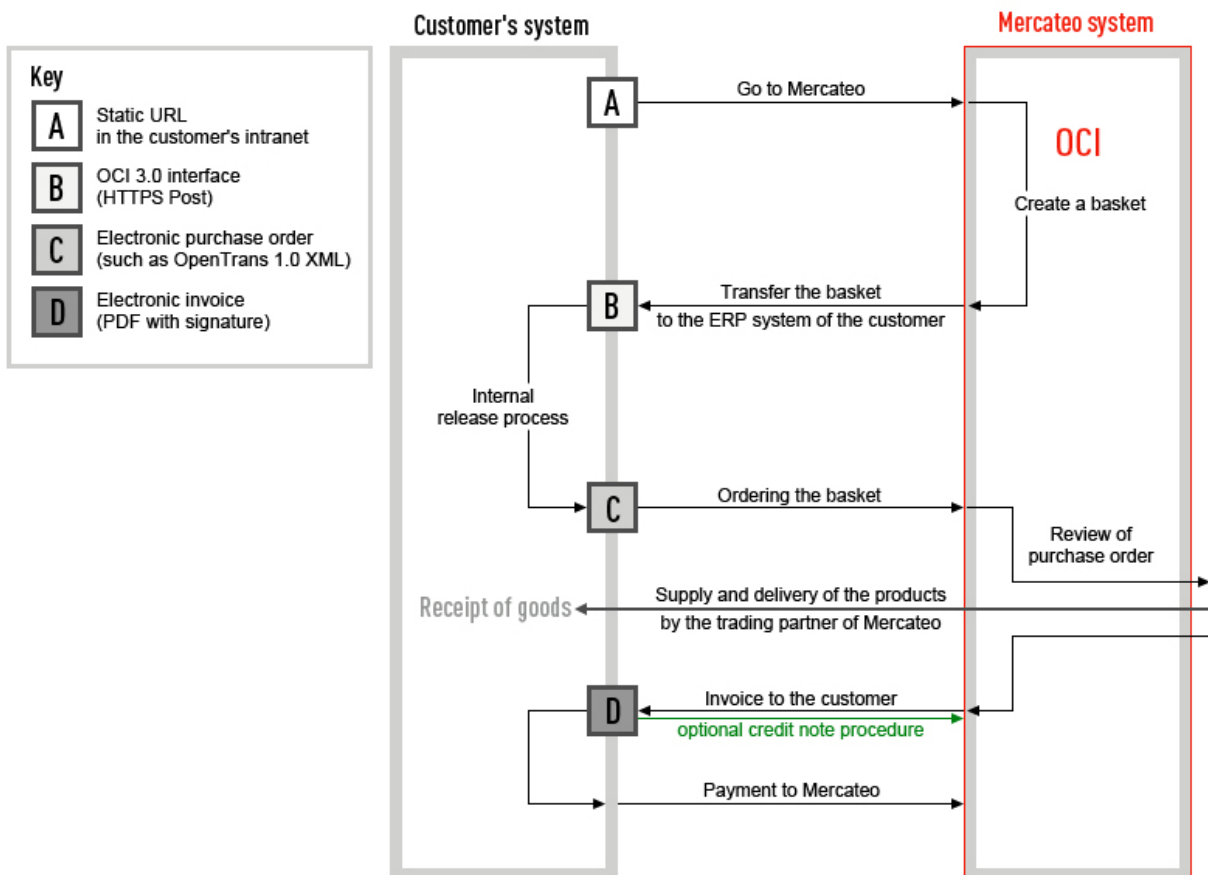 Customer's system
Mercateo system
Key
A
Static URL
in the customer's intranet
B
OCI 3.0 interface
(HTTPS Post)
C
Electronic purchase order
(such as OpenTrans 1.0 XML)
D
Electronic invoice
(PDF with signature)
A
Go to Mercateo
OCI
Create a basket
B
Transfer the basket
to the ERP system of the customer
Internal
release process
C
Ordering the basket
Review of
purchase order
Receipt of goods
Supply and delivery of the products
by the trading partner of Mercateo
D
Invoice to the customer
optional credit note procedure
Payment to Mercateo